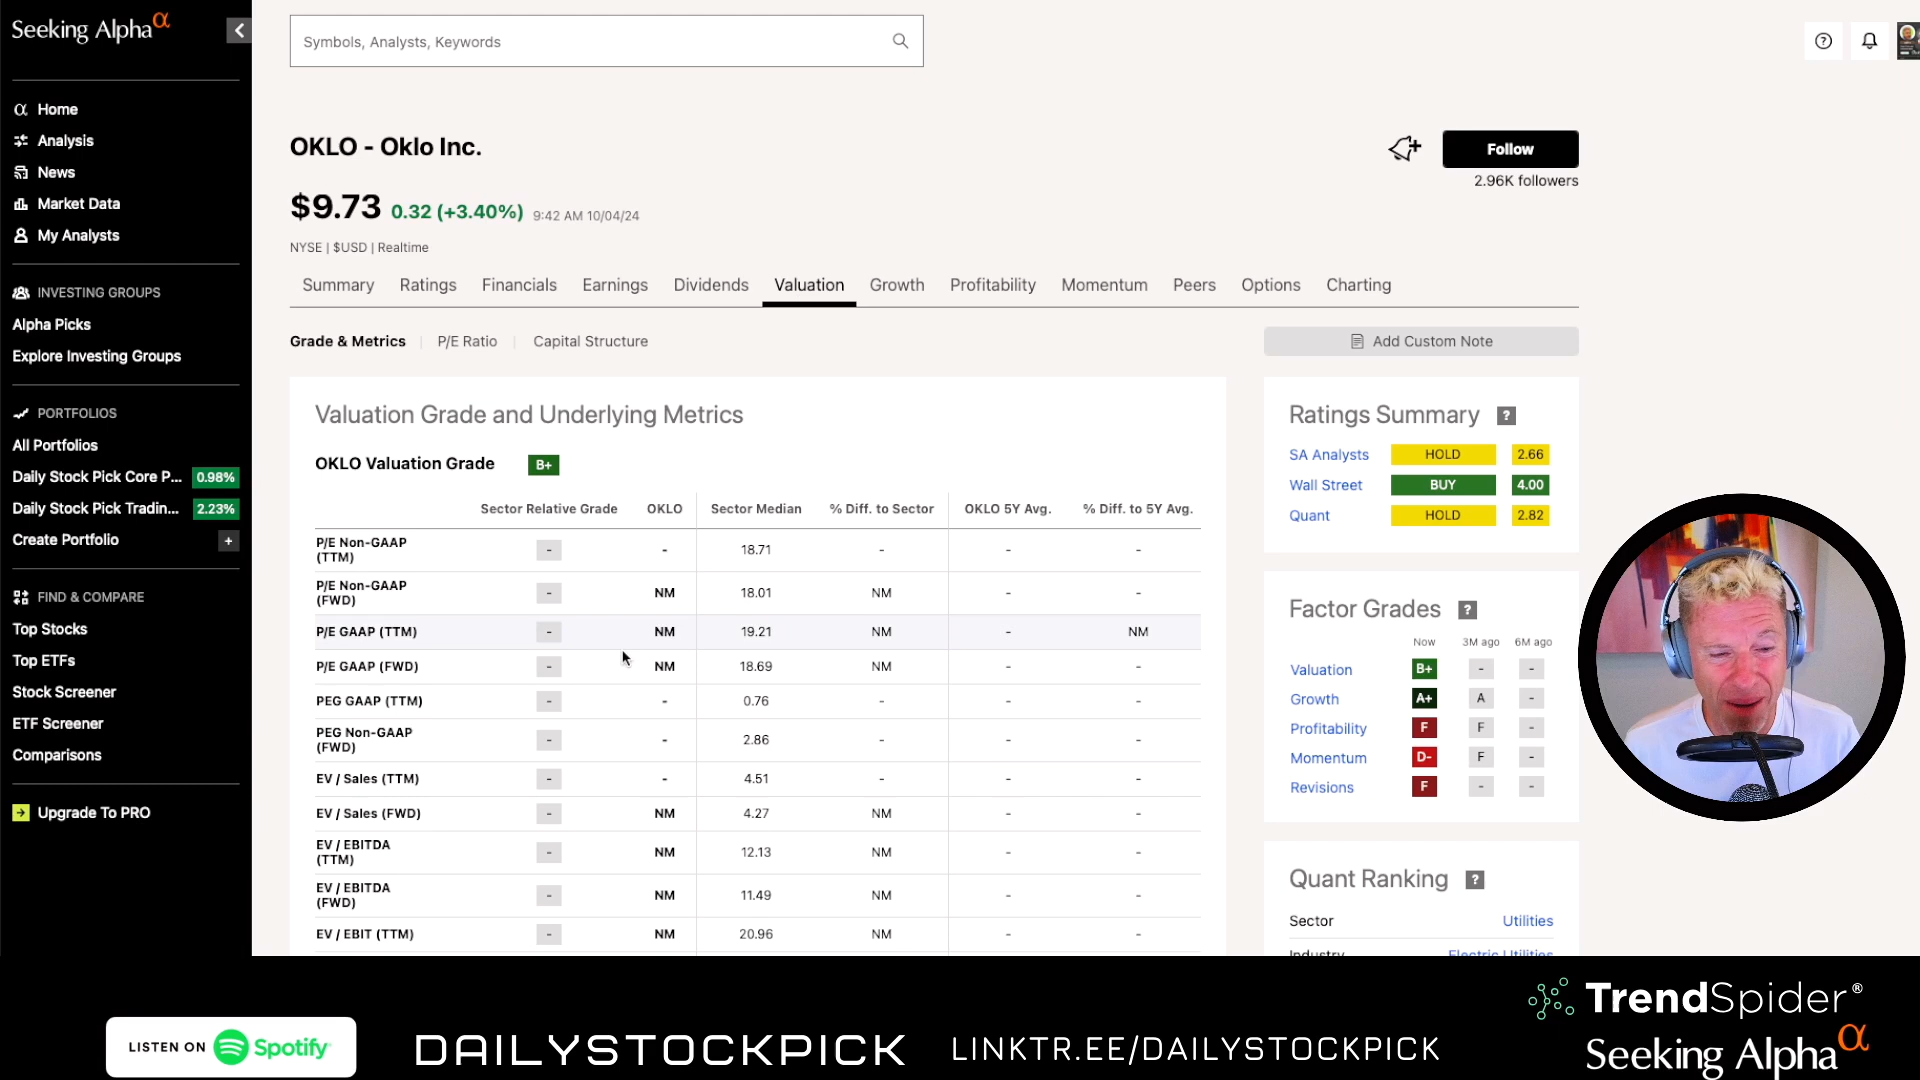 Seeking Alpha α
Symbols, Analysts, Keywords
Home
Analysis
News
Market Data
My Analysts
INVESTING GROUPS
Alpha Picks
Explore Investing Groups
PORTFOLIOS
All Portfolios
Daily Stock Pick Core P... 0.98%
Daily Stock Pick Tradin... 2.23%
Create Portfolio +
FIND & COMPARE
Top Stocks
Top ETFs
Stock Screener
ETF Screener
Comparisons
Upgrade To PRO
OKLO - Oklo Inc.
Follow
2.96K followers
$9.73 0.32 (+3.40%) 9:42 AM 10/04/24
NYSE | $USD | Realtime
Summary Ratings Financials Earnings Dividends Valuation Growth Profitability Momentum Peers Options Charting
Grade & Metrics | P/E Ratio | Capital Structure
Add Custom Note
Valuation Grade and Underlying Metrics
OKLO Valuation Grade B+
Sector Relative Grade OKLO Sector Median % Diff. to Sector OKLO 5Y Avg. % Diff. to 5Y Avg.
P/E Non-GAAP (TTM) - - 18.71 - - -
P/E Non-GAAP (FWD) - NM 18.01 NM - -
P/E GAAP (TTM) - NM 19.21 NM - NM
P/E GAAP (FWD) - NM 18.69 NM - -
PEG GAAP (TTM) - - 0.76 - - -
PEG Non-GAAP (FWD) - - 2.86 - - -
EV / Sales (TTM) - - 4.51 - - -
EV / Sales (FWD) - NM 4.27 NM - -
EV / EBITDA (TTM) - NM 12.13 NM - -
EV / EBITDA (FWD) - NM 11.49 NM - -
EV / EBIT (TTM) - NM 20.96 NM - -
Ratings Summary ?
SA Analysts HOLD 2.66
Wall Street BUY 4.00
Quant HOLD 2.82
Factor Grades ?
Now 3M ago 6M ago
Valuation B+ - -
Growth A+ A -
Profitability F F -
Momentum D- F -
Revisions F - -
Quant Ranking ?
Sector Utilities
Industry Electric Utilities
LISTEN ON Spotify
DAILYSTOCKPICK
LINKTR.EE/DAILYSTOCKPICK
TrendSpider®
Seeking Alpha α